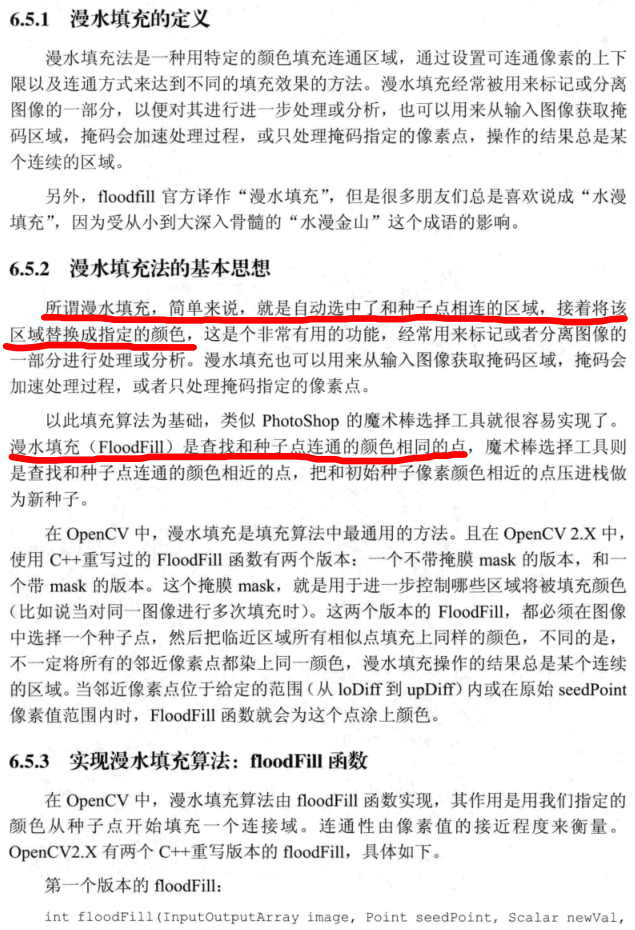 6.5.1 漫水填充的定义
漫水填充法是一种用特定的颜色填充连通区域，通过设置可连通像素的上下
限以及连通方式来达到不同的填充效果的方法。漫水填充经常被用来标记或分离
图像的一部分，以便对其进行进一步处理或分析，也可以用来从输入图像获取掩
码区域，掩码会加速处理过程，或只处理掩码指定的像素点，操作的结果总是某
个连续的区域。
另外，floodfill 官方译作“漫水填充”，但是很多朋友们总是喜欢说成“水漫
填充”，因为受从小到大深入骨髓的“水漫金山”这个成语的影响。
6.5.2 漫水填充法的基本思想
所谓漫水填充，简单来说，就是自动选中了和种子点相连的区域，接着将该
区域替换成指定的颜色，这是个非常有用的功能，经常用来标记或者分离图像的
一部分进行处理或分析。漫水填充也可以用来从输入图像获取掩码区域，掩码会
加速处理过程，或者只处理掩码指定的像素点。
以此填充算法为基础，类似 PhotoShop 的魔术棒选择工具就很容易实现了。
漫水填充（FloodFill）是查找和种子点连通的颜色相同的点，魔术棒选择工具则
是查找和种子点连通的颜色相近的点，把和初始种子像素颜色相近的点压进栈做
为新种子。
在 OpenCV 中，漫水填充是填充算法中最通用的方法。且在 OpenCV 2.X 中，
使用 C++重写过的 FloodFill 函数有两个版本：一个不带掩膜 mask 的版本，和一
个带 mask 的版本。这个掩膜 mask，就是用于进一步控制哪些区域将被填充颜色
（比如说当对同一图像进行多次填充时）。这两个版本的 FloodFill，都必须在图像
中选择一个种子点，然后把临近区域所有相似点填充上同样的颜色，不同的是，
不一定将所有的邻近像素点都染上同一颜色，漫水填充操作的结果总是某个连续
的区域。当邻近像素点位于给定的范围（从 loDiff 到 upDiff）内或在原始 seedPoint
像素值范围内时，FloodFill 函数就会为这个点涂上颜色。
6.5.3 实现漫水填充算法：floodFill 函数
在 OpenCV 中，漫水填充算法由 floodFill 函数实现，其作用是用我们指定的
颜色从种子点开始填充一个连接域。连通性由像素值的接近程度来衡量。
OpenCV2.X 有两个 C++重写版本的 floodFill，具体如下。
第一个版本的 floodFill：
int floodFill(InputOutputArray image, Point seedPoint, Scalar newVal,